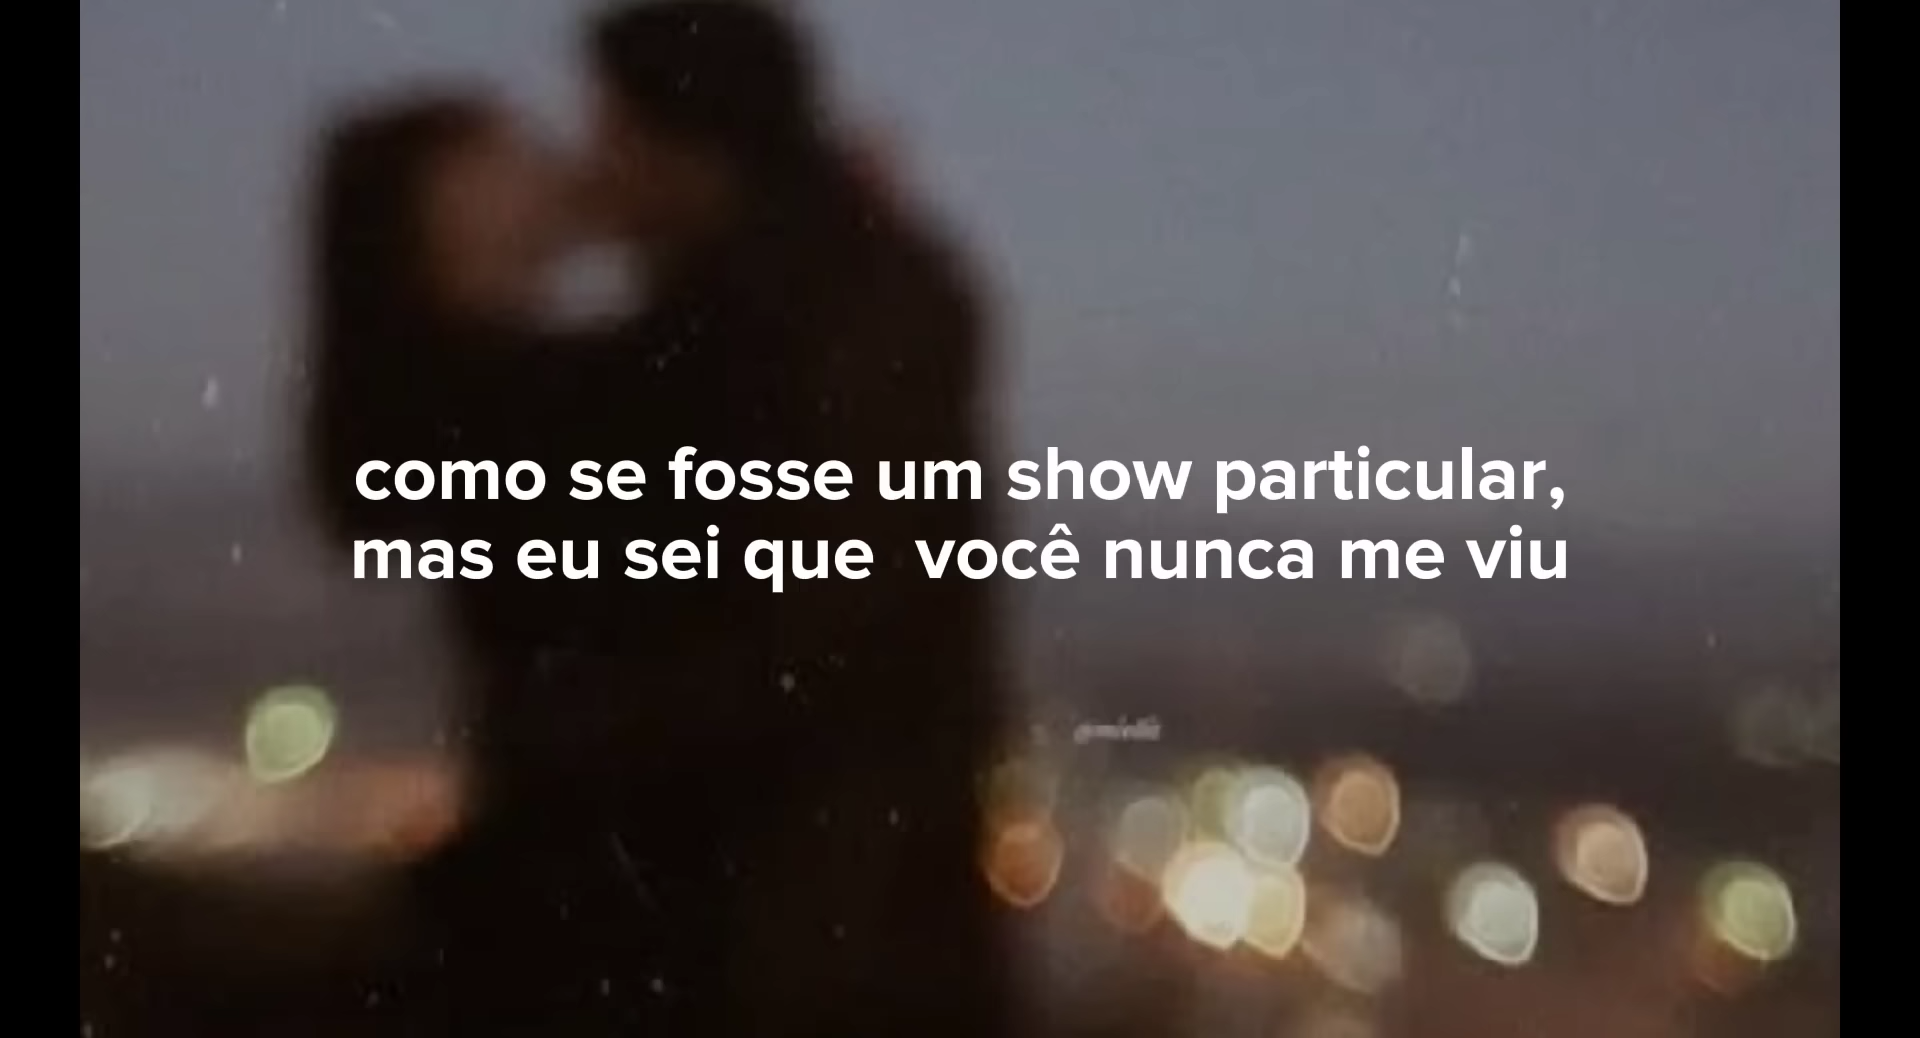 como se fosse um show particular,
mas eu sei que  você nunca me viu